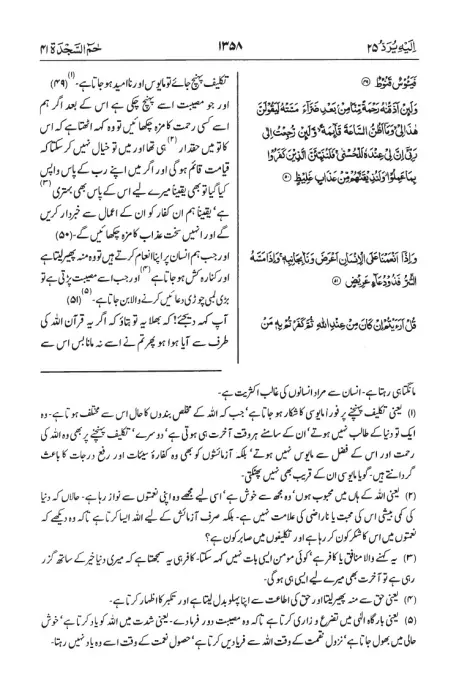 اِلَیْهِ یُرَدُّ ۲۵
۱۳۵۸
حٰمٓ السَّجْدَة ۴۱
فَيَـُٔوْسٌ قَنُوْطٌ ۝۴۹
وَلَئِنْ اَذَقْنٰهُ رَحْمَةً مِّنَّا مِنْۢ بَعْدِ ضَرَّآءَ مَسَّتْهُ لَيَقُوْلَنَّ
هٰذَا لِيْ وَمَآ اَظُنُّ السَّاعَةَ قَآئِمَةً وَّلَئِنْ رُّجِعْتُ اِلٰى
رَبِّيْٓ اِنَّ لِيْ عِنْدَهٗ لَلْحُسْنٰى فَلَنُنَبِّئَنَّ الَّذِيْنَ كَفَرُوْا
بِمَا عَمِلُوْا وَلَنُذِيْقَنَّهُمْ مِّنْ عَذَابٍ غَلِيْظٍ ۝۵۰
وَاِذَآ اَنْعَمْنَا عَلَى الْاِنْسَانِ اَعْرَضَ وَنَاٰ بِجَانِبِهٖ وَاِذَا مَسَّهُ
الشَّرُّ فَذُوْ دُعَآءٍ عَرِيْضٍ ۝۵۱
قُلْ اَرَءَيْتُمْ اِنْ كَانَ مِنْ عِنْدِ اللّٰهِ ثُمَّ كَفَرْتُمْ بِهٖ مَنْ
تکلیف پہنچ جائے تو مایوس اور ناامید ہو جاتا ہے۔ (۱) (۴۹)
اور جو مصیبت اسے پہنچ چکی ہے اس کے بعد اگر ہم
اسے کسی رحمت کا مزہ چکھائیں تو وہ کہہ اٹھتا ہے کہ اس
کا تو میں حقدار (۲) ہی تھا اور میں تو خیال نہیں کر سکتا کہ
قیامت قائم ہوگی اور اگر میں اپنے رب کے پاس واپس
کیا گیا تو بھی یقیناً میرے لیے اس کے پاس بھی بہتری (۳)
ہے، یقیناً ہم ان کفار کو ان کے اعمال سے خبردار کریں
گے اور انہیں سخت عذاب کا مزہ چکھائیں گے۔ (۵۰)
اور جب ہم انسان پر اپنا انعام کرتے ہیں تو وہ منہ پھیر لیتا ہے
اور کنارہ کش ہو جاتا ہے (۴) اور جب اسے مصیبت پڑتی ہے تو
بڑی لمبی چوڑی دعائیں کرنے والا بن جاتا ہے۔ (۵) (۵۱)
آپ کہہ دیجئے! کہ بھلا یہ تو بتاؤ کہ اگر یہ قرآن اللہ کی
طرف سے آیا ہوا ہو پھر تم نے اسے نہ مانا بس اس سے
مانگتا ہی رہتا ہے۔ انسان سے مراد انسانوں کی غالب اکثریت ہے۔
(۱) یعنی تکلیف پہنچنے پر فوراً مایوسی کا شکار ہو جاتا ہے، جب کہ اللہ کے مخلص بندوں کا حال اس سے مختلف ہوتا ہے۔ وہ
ایک تو دنیا کے طالب نہیں ہوتے، ان کے سامنے ہر وقت آخرت ہی ہوتی ہے، دوسرے، تکلیف پہنچنے پر بھی وہ اللہ کی
رحمت اور اس کے فضل سے مایوس نہیں ہوتے، بلکہ آزمائشوں کو بھی وہ کفارۂ سیئات اور رفع درجات کا باعث
گردانتے ہیں۔ گویا مایوسی ان کے قریب بھی نہیں پھٹکتی۔
(۲) یعنی اللہ کے ہاں میں محبوب ہوں، وہ مجھ سے خوش ہے، اسی لیے مجھے وہ اپنی نعمتوں سے نواز رہا ہے۔ حالاں کہ دنیا
کی کمی بیشی اس کی محبت یا ناراضی کی علامت نہیں ہے۔ بلکہ صرف آزمائش کے لیے اللہ ایسا کرتا ہے تاکہ وہ دیکھے کہ
نعمتوں میں اس کا شکر کون کر رہا ہے اور تکلیفوں میں صابر کون ہے؟
(۳) یہ کہنے والا منافق یا کافر ہے، کوئی مومن ایسی بات نہیں کہہ سکتا۔ کافر ہی یہ سمجھتا ہے کہ میری دنیا خیر کے ساتھ گزر
رہی ہے تو آخرت بھی میرے لیے ایسی ہی ہوگی۔
(۴) یعنی حق سے منہ پھیر لیتا اور حق کی اطاعت سے اپنا پہلو بدل لیتا ہے اور تکبر کا اظہار کرتا ہے۔
(۵) یعنی بارگاہ الٰہی میں تضرع و زاری کرتا ہے تاکہ وہ مصیبت دور فرما دے۔ یعنی شدت میں اللہ کو یاد کرتا ہے، خوش
حالی میں بھول جاتا ہے، نزول نقمت کے وقت اللہ سے فریادیں کرتا ہے، حصول نعمت کے وقت اسے وہ یاد نہیں رہتا۔